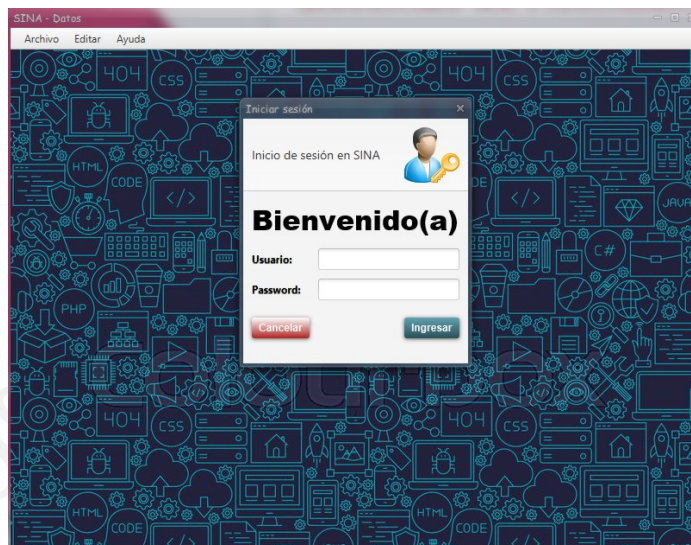 SINA - Datos
Archivo Editar Ayuda
404
CSS
404
CSS
HTML
CODE
</>
CODE
</>
JAVA
C#
PHP
Iniciar sesión
Inicio de sesión en SINA
Bienvenido(a)
Usuario:
Password:
Cancelar Ingresar
404
CSS
404
CSS
HTML
CODE
HTML
CODE